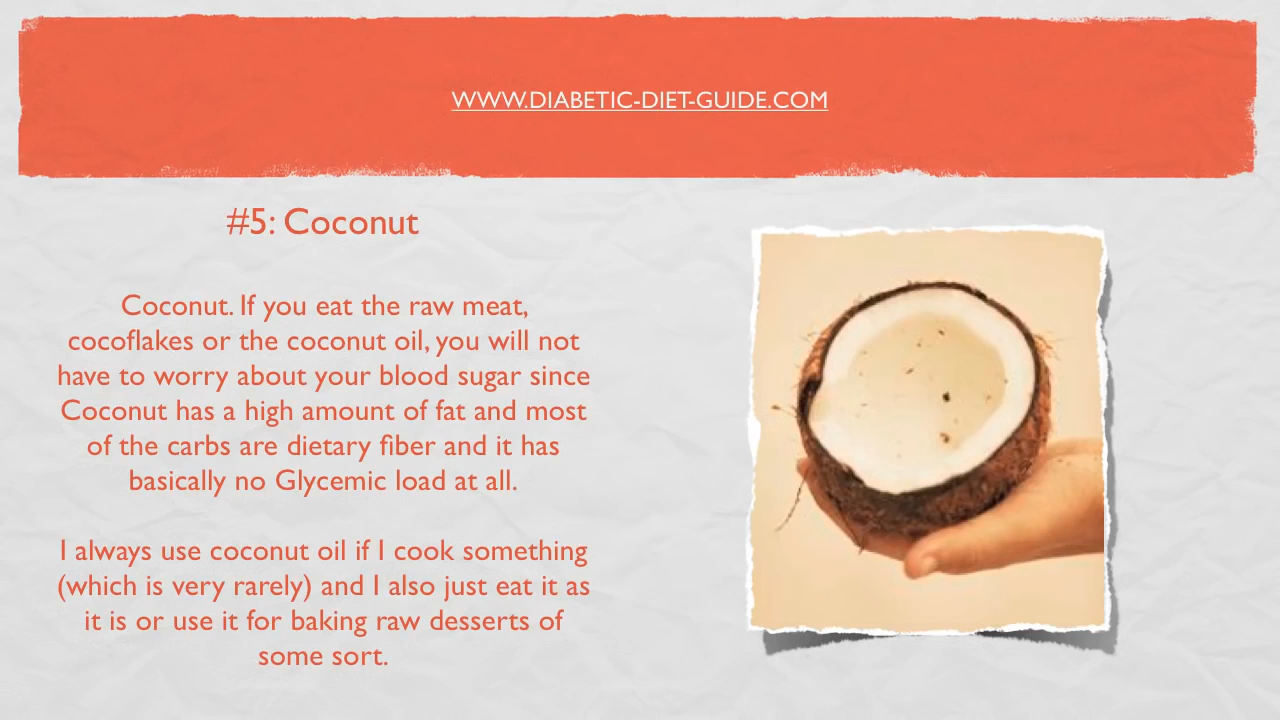 WWW.DIABETIC-DIET-GUIDE.COM
#5: Coconut
Coconut. If you eat the raw meat,
cocoflakes or the coconut oil, you will not
have to worry about your blood sugar since
Coconut has a high amount of fat and most
of the carbs are dietary fiber and it has
basically no Glycemic load at all.
I always use coconut oil if I cook something
(which is very rarely) and I also just eat it as
it is or use it for baking raw desserts of
some sort.